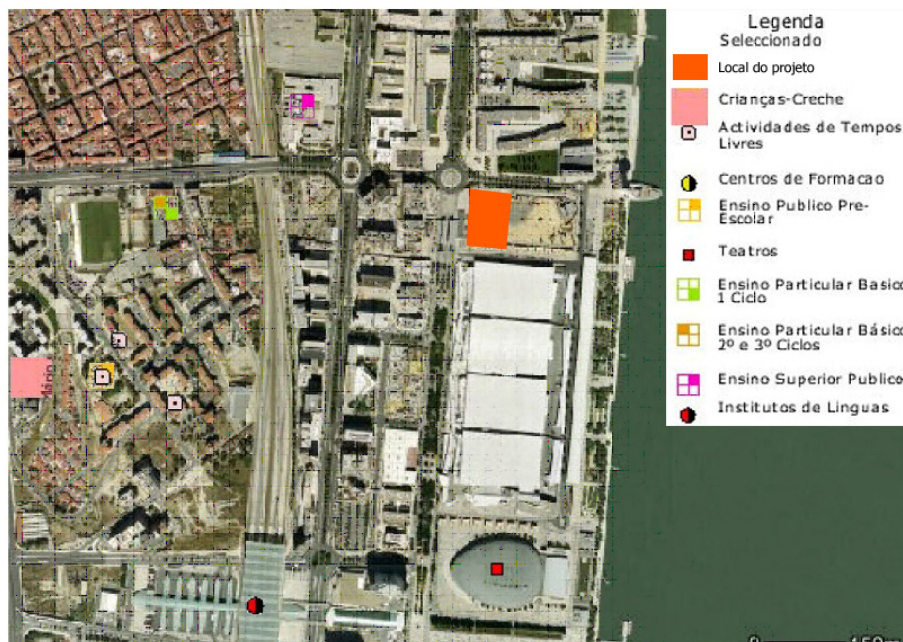 Legenda
Seleccionado
Local do projeto
Crianças-Creche
Actividades de Tempos
Livres
Centros de Formacao
Ensino Publico Pre-
Escolar
Teatros
Ensino Particular Basico
1 Ciclo
Ensino Particular Básico
2º e 3º Ciclos
Ensino Superior Publico
Institutos de Linguas